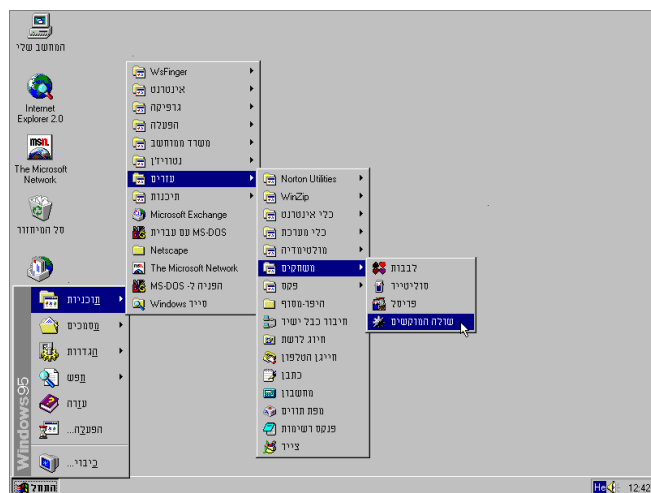 המחשב שלי
Internet
Explorer 2.0
The Microsoft
Network
סל המיחזור
WsFinger
אינטרנט
גרפיקה
הפעלה
משרד ממוחשב
נטוויז'ן
עזרים
תיכנות
Microsoft Exchange
MS-DOS עם עברית
Netscape
The Microsoft Network
הפניה ל- MS-DOS
סייר Windows
Norton Utilities
WinZip
כלי אינטרנט
כלי מערכת
מולטימדיה
משחקים
פקס
היפר-מסוף
חיבור כבל ישיר
חיוג לרשת
חייגן הטלפון
כתבן
מחשבון
מפת תווים
פנקס רשימות
צייר
לבבות
סוליטייר
פריסל
שולה המוקשים
תוכניות
מסמכים
הגדרות
חפש
עזרה
הפעלה...
כיבוי...
Windows95
התחל
He
12:42
msn.